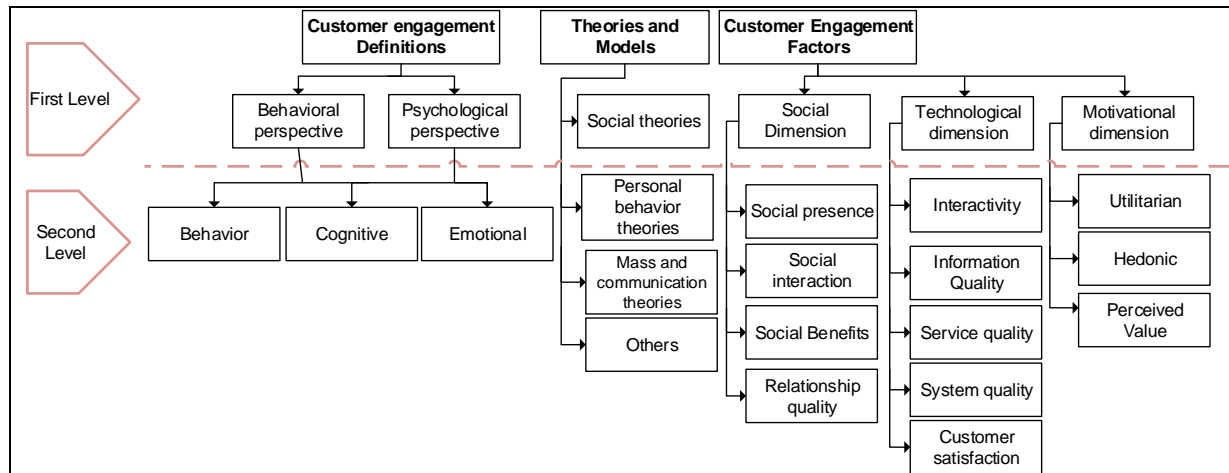 Customer engagement
Definitions
Theories and
Models
Customer Engagement
Factors
First Level
Behavioral
perspective
Psychological
perspective
Social theories
Social
Dimension
Technological
dimension
Motivational
dimension
Second
Level
Behavior
Cognitive
Emotional
Personal
behavior
theories
Mass and
communication
theories
Others
Social presence
Social
interaction
Social Benefits
Relationship
quality
Interactivity
Information
Quality
Service quality
System quality
Customer
satisfaction
Utilitarian
Hedonic
Perceived
Value